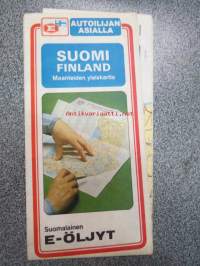 AUTOILIJAN
ASIALLA
SUOMI
FINLAND
Maanteiden yleiskartta
Suomalainen
E-ÖLJYT